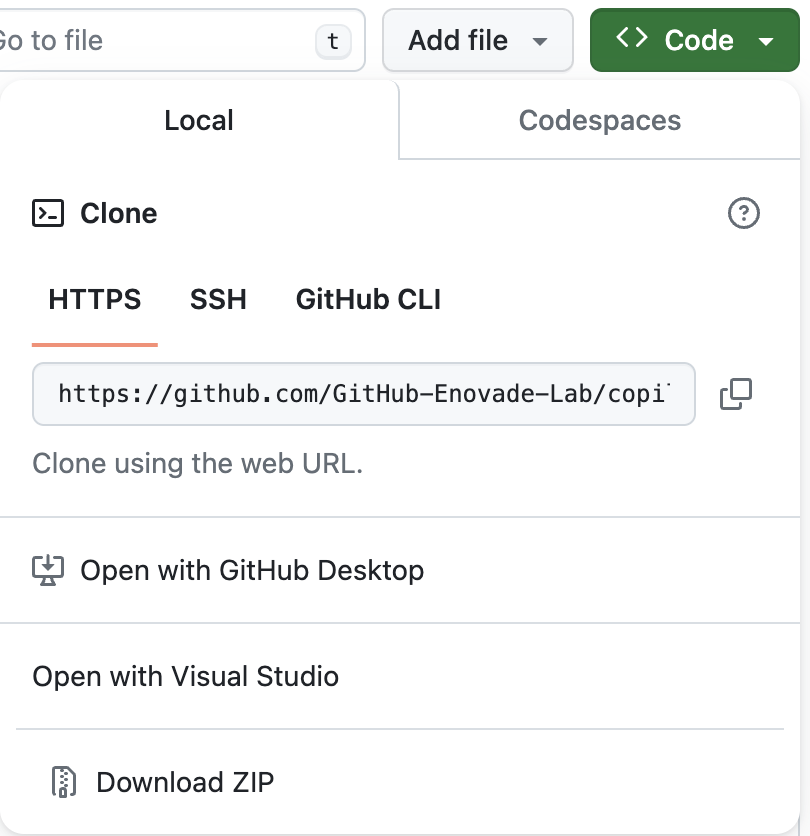 Go to file
t
Add file
Code
Local
Codespaces
Clone
HTTPS
SSH
GitHub CLI
https://github.com/GitHub-Enovade-Lab/copi
Clone using the web URL.
Open with GitHub Desktop
Open with Visual Studio
Download ZIP